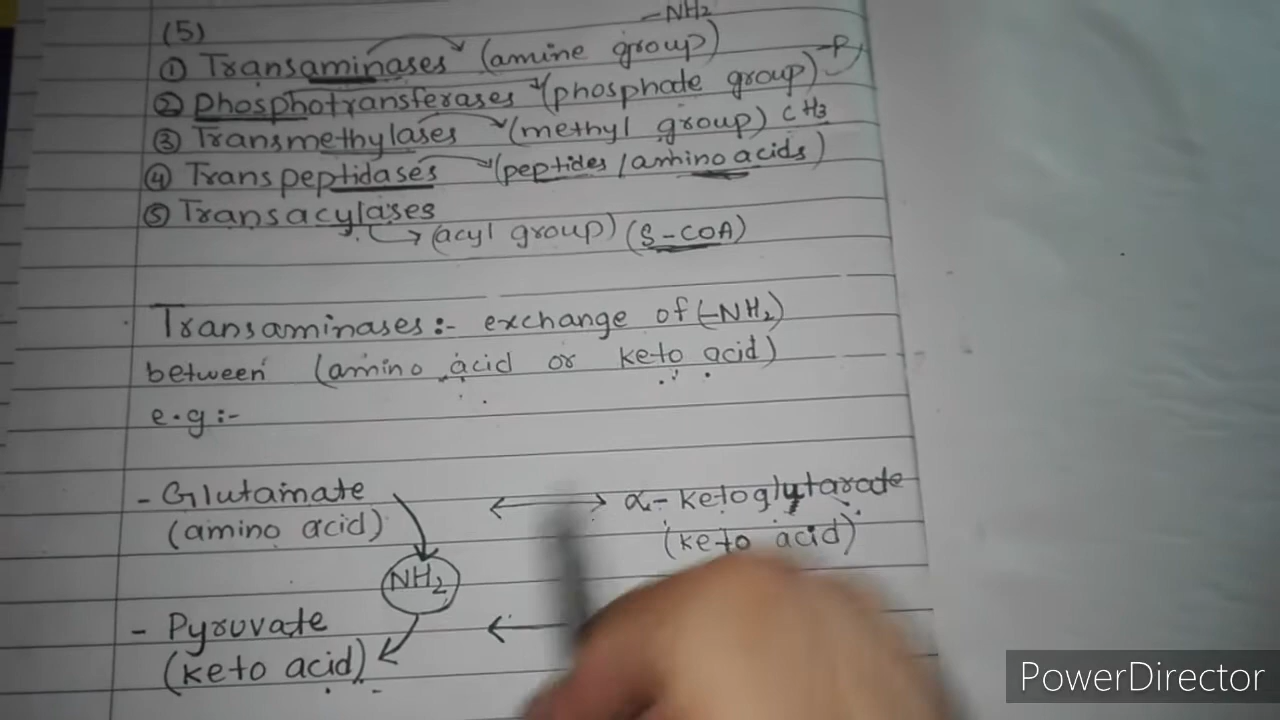 -NH2
(5)
① Transaminases (amine group)
② Phosphotransferases (phosphate group) -P
③ Transmethylases (methyl group) CH3
④ Transpeptidases (peptides / amino acids)
⑤ Transacylases
(acyl group) (S-COA)
Transaminases:- exchange of (-NH2)
between (amino acid or keto acid)
e.g:-
- Glutamate α-ketoglytarate
(amino acid) (keto acid)
NH2
- Pyruvate
(keto acid)
PowerDirector